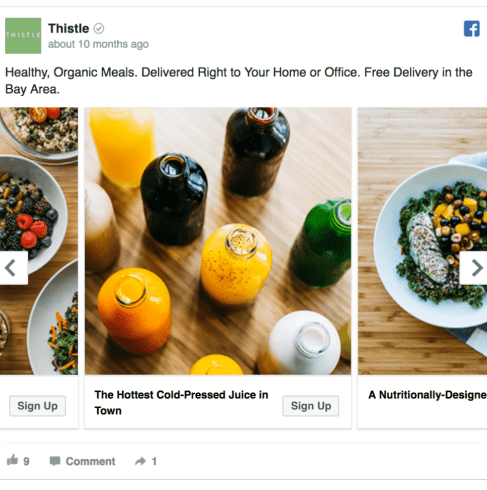 THISTLE
Thistle
about 10 months ago
Healthy, Organic Meals. Delivered Right to Your Home or Office. Free Delivery in the
Bay Area.
Sign Up
The Hottest Cold-Pressed Juice in
Town
Sign Up
A Nutritionally-Designe
9
Comment
1